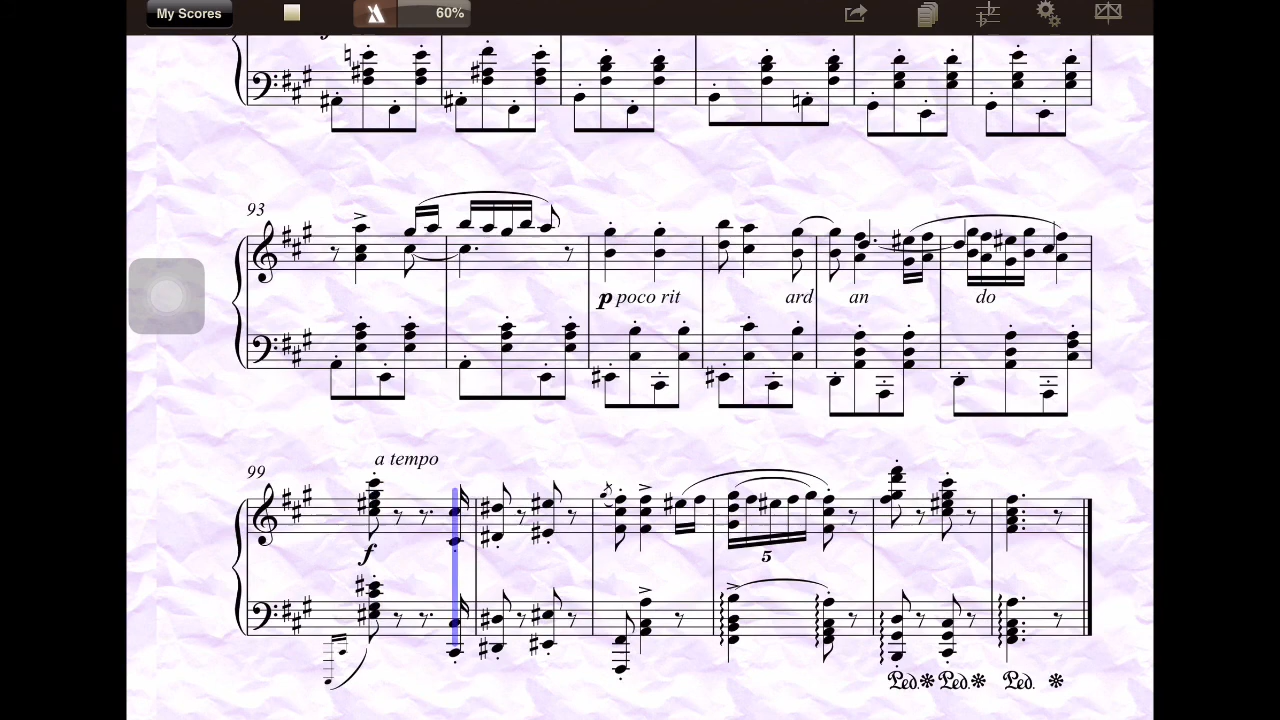 My Scores 60%
93
p poco rit ard an do
99 a tempo
f
5
Ped. Ped. Ped.